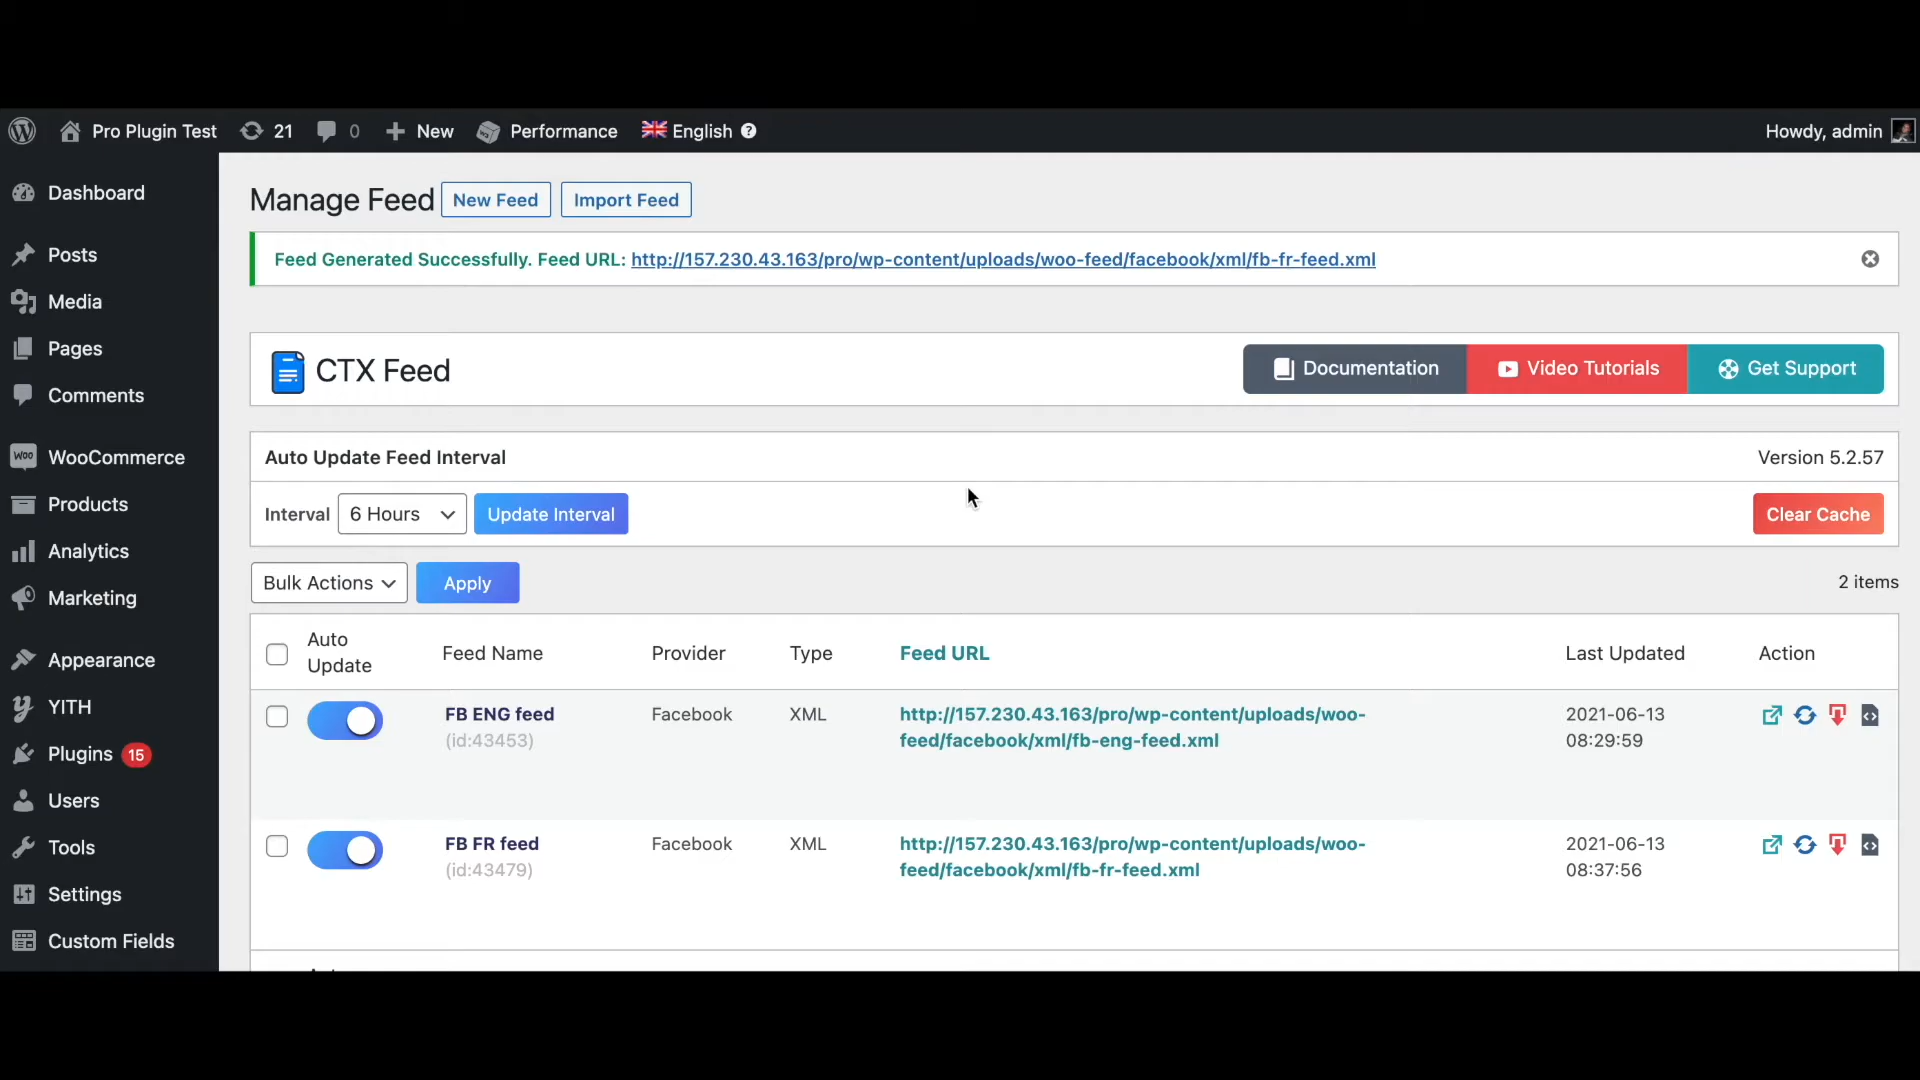 Pro Plugin Test 21 0 New Performance English Howdy, admin
Dashboard
Posts
Media
Pages
Comments
Woo WooCommerce
Products
Analytics
Marketing
Appearance
YITH
Plugins 15
Users
Tools
Settings
Custom Fields
Manage Feed New Feed Import Feed
Feed Generated Successfully. Feed URL: http://157.230.43.163/pro/wp-content/uploads/woo-feed/facebook/xml/fb-fr-feed.xml
CTX Feed Documentation Video Tutorials Get Support
Auto Update Feed Interval Version 5.2.57
Interval 6 Hours Update Interval Clear Cache
Bulk Actions Apply 2 items
Auto Update Feed Name Provider Type Feed URL Last Updated Action
FB ENG feed Facebook XML http://157.230.43.163/pro/wp-content/uploads/woo- 2021-06-13
(id:43453) feed/facebook/xml/fb-eng-feed.xml 08:29:59
FB FR feed Facebook XML http://157.230.43.163/pro/wp-content/uploads/woo- 2021-06-13
(id:43479) feed/facebook/xml/fb-fr-feed.xml 08:37:56